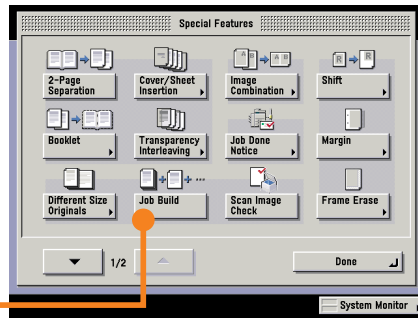 Special Features
2-Page
Separation
Cover/Sheet
Insertion
Image
Combination
Shift
Booklet
Transparency
Interleaving
Job Done
Notice
Margin
Different Size
Originals
Job Build
Scan Image
Check
Frame Erase
1/2
Done
System Monitor